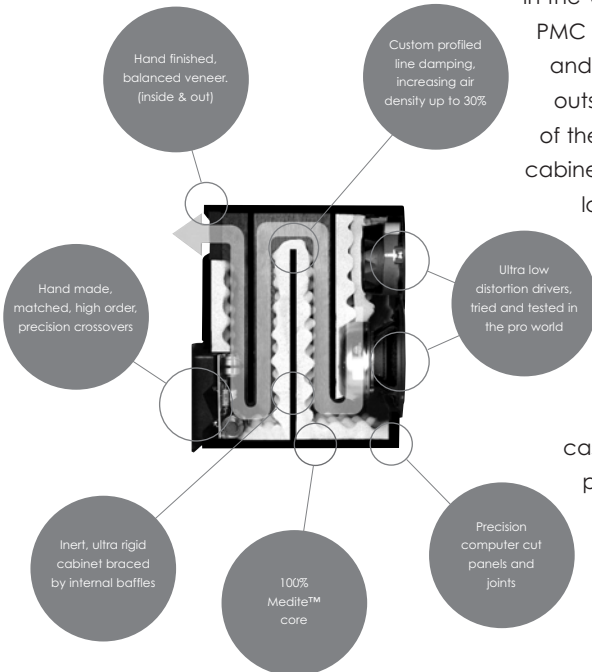 PMC
and
outs
of the
cabine
Hand finished,
balanced veneer.
(inside & out)
Custom profiled
line damping,
increasing air
density up to 30%
Hand made,
matched, high order,
precision crossovers
Ultra low
distortion drivers,
tried and tested in
the pro world
ca
p
Inert, ultra rigid
cabinet braced
by internal baffles
100%
Medite™
core
Precision
computer cut
panels and
joints